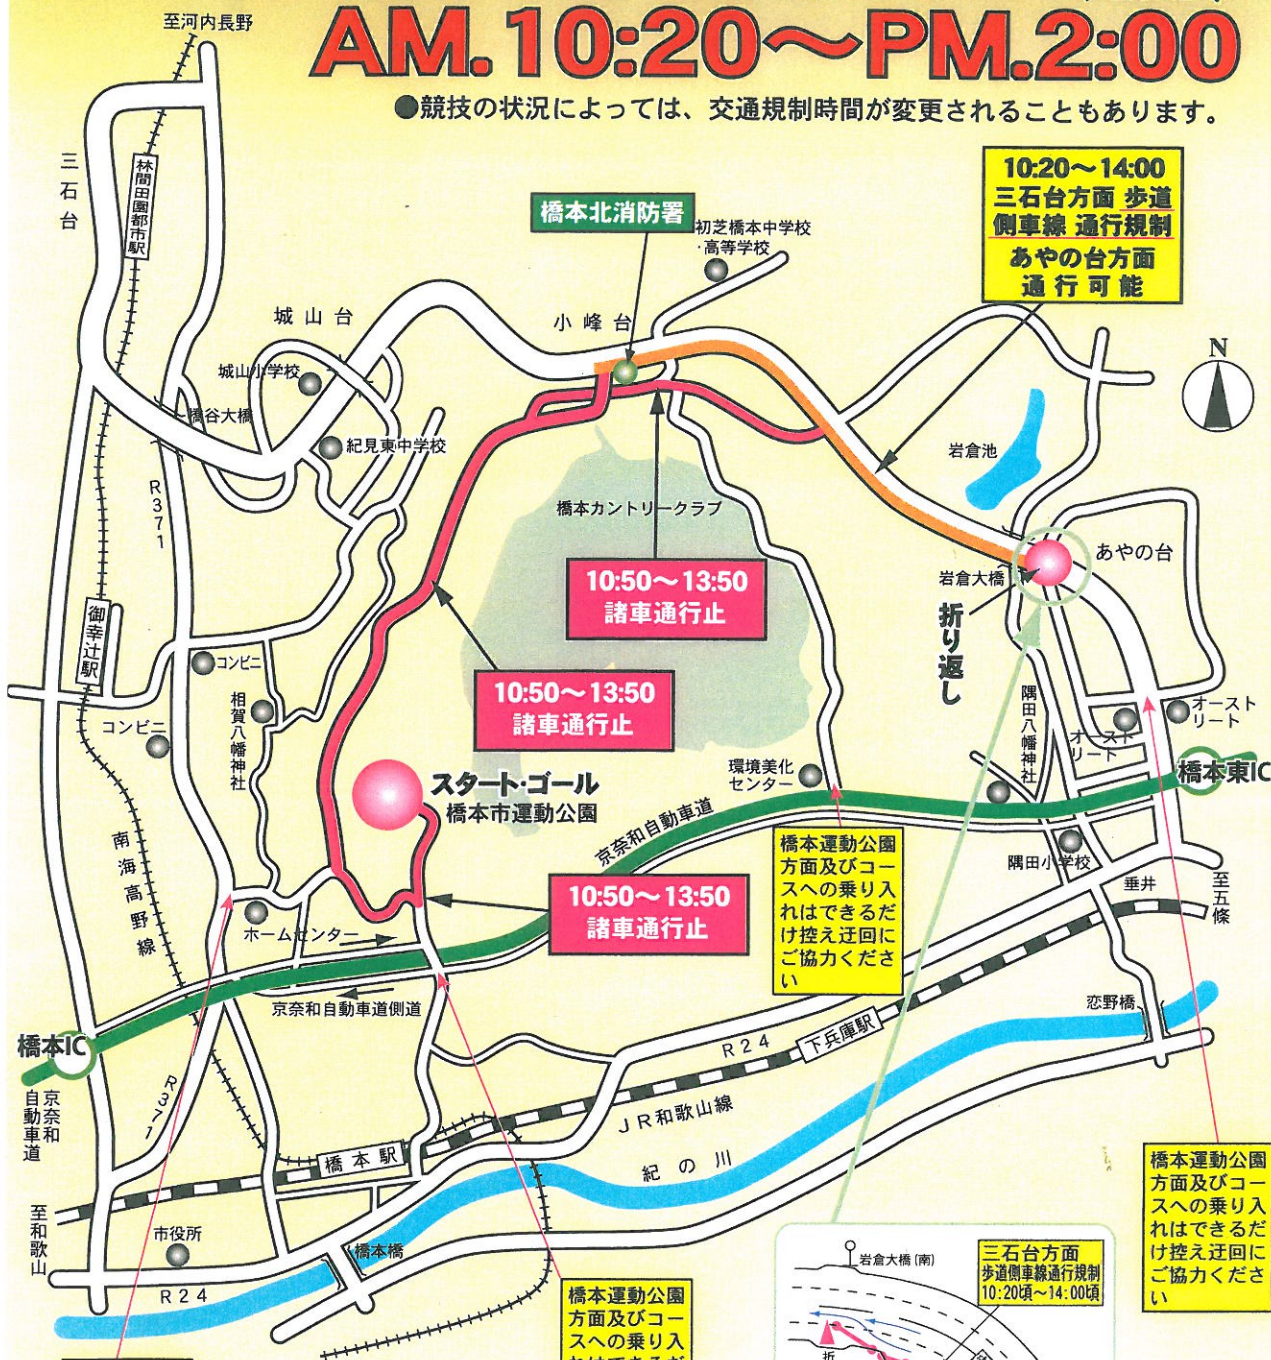 至河内長野
AM.10:20〜PM.2:00
●競技の状況によっては、交通規制時間が変更されることもあります。
三石台
林間田園都市駅
橋本北消防署
初芝橋本中学校
・高等学校
10:20〜14:00
三石台方面 歩道
側車線 通行規制
あやの台方面
通行可能
城山台
小峰台
N
城山小学校
橋谷大橋
紀見東中学校
岩倉池
R371
橋本カントリークラブ
あやの台
岩倉大橋
10:50〜13:50
諸車通行止
折り返し
御幸辻駅
コンビニ
10:50〜13:50
諸車通行止
相賀八幡神社
コンビニ
隅田八幡神社
オースト
リート
オースト
リート
環境美化
センター
橋本東IC
スタート・ゴール
橋本市運動公園
京奈和自動車道
南海高野線
橋本運動公園
方面及びコー
スへの乗り入
れはできるだ
け控え迂回に
ご協力くださ
い
隅田小学校
垂井
至五條
10:50〜13:50
諸車通行止
ホームセンター
京奈和自動車道側道
恋野橋
橋本IC
京奈和
自動車道
R24
下兵庫駅
R371
JR和歌山線
橋本駅
紀の川
橋本運動公園
方面及びコー
スへの乗り入
れはできるだ
け控え迂回に
ご協力くださ
い
至和歌山
市役所
橋本橋
岩倉大橋(南)
三石台方面
歩道側車線通行規制
10:20頃〜14:00頃
R24
橋本運動公園
方面及びコー
スへの乗り入
折